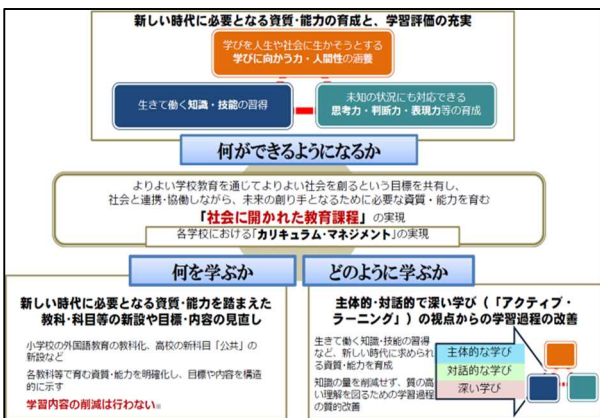 新しい時代に必要となる資質･能力の育成と、学習評価の充実
学びを人生や社会に生かそうとする
学びに向かう力・人間性の涵養
生きて働く知識・技能の習得
未知の状況にも対応できる
思考力・判断力・表現力等の育成
何ができるようになるか
よりよい学校教育を通じてよりよい社会を創るという目標を共有し、
社会と連携・協働しながら、未来の創り手となるために必要な資質・能力を育む
「社会に開かれた教育課程」の実現
各学校における「カリキュラム・マネジメント」の実現
何を学ぶか
新しい時代に必要となる資質・能力を踏まえた
教科・科目等の新設や目標・内容の見直し
小学校の外国語教育の教科化、高校の新科目「公共」の
新設など
各教科等で育む資質・能力を明確化し、目標や内容を構造
的に示す
学習内容の削減は行わない※
どのように学ぶか
主体的・対話的で深い学び（「アクティブ・
ラーニング」）の視点からの学習過程の改善
生きて働く知識・技能の習得
など、新しい時代に求められ
る資質・能力を育成
知識の量を削減せず、質の高
い理解を図るための学習過程
の質的改善
主体的な学び
対話的な学び
深い学び